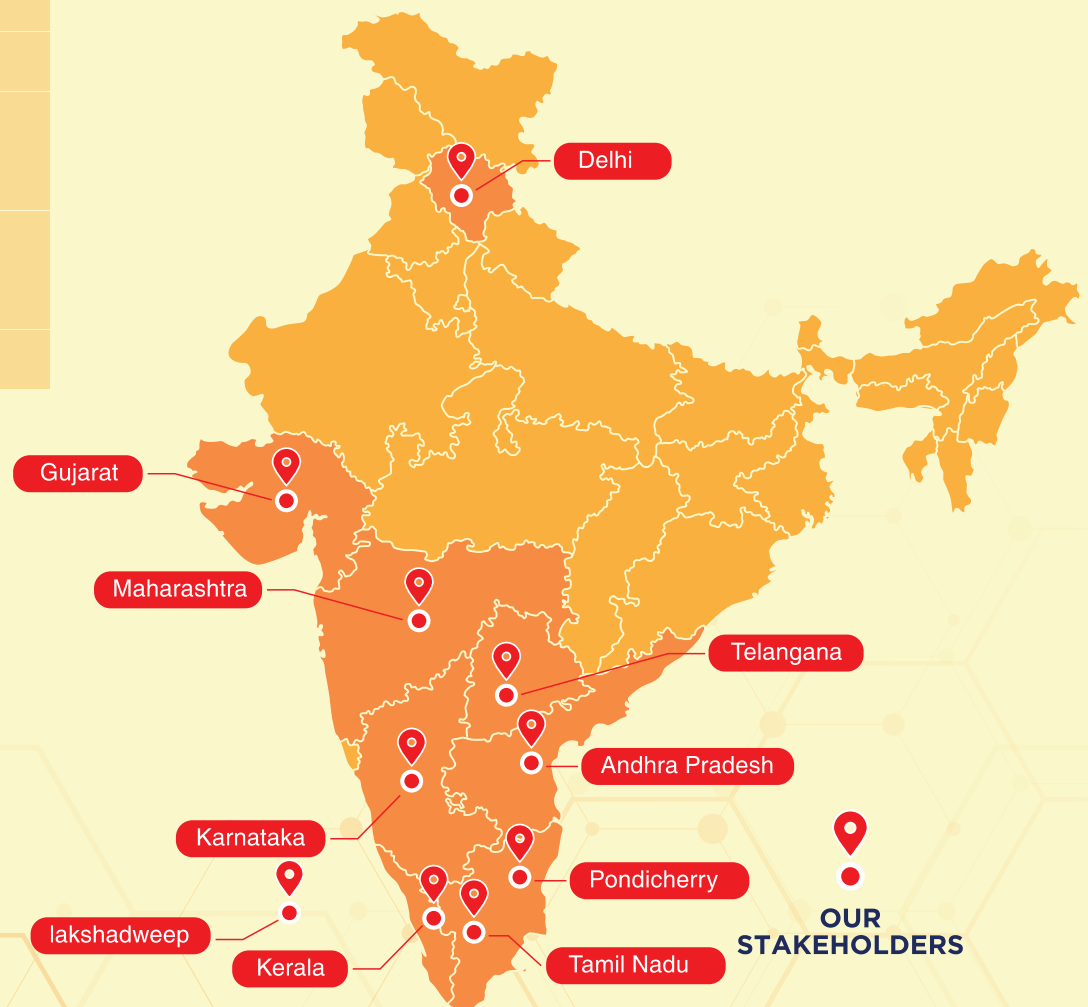 Delhi
Gujarat
Maharashtra
Telangana
Andhra Pradesh
Karnataka
Pondicherry
lakshadweep
Kerala
Tamil Nadu
OUR
STAKEHOLDERS